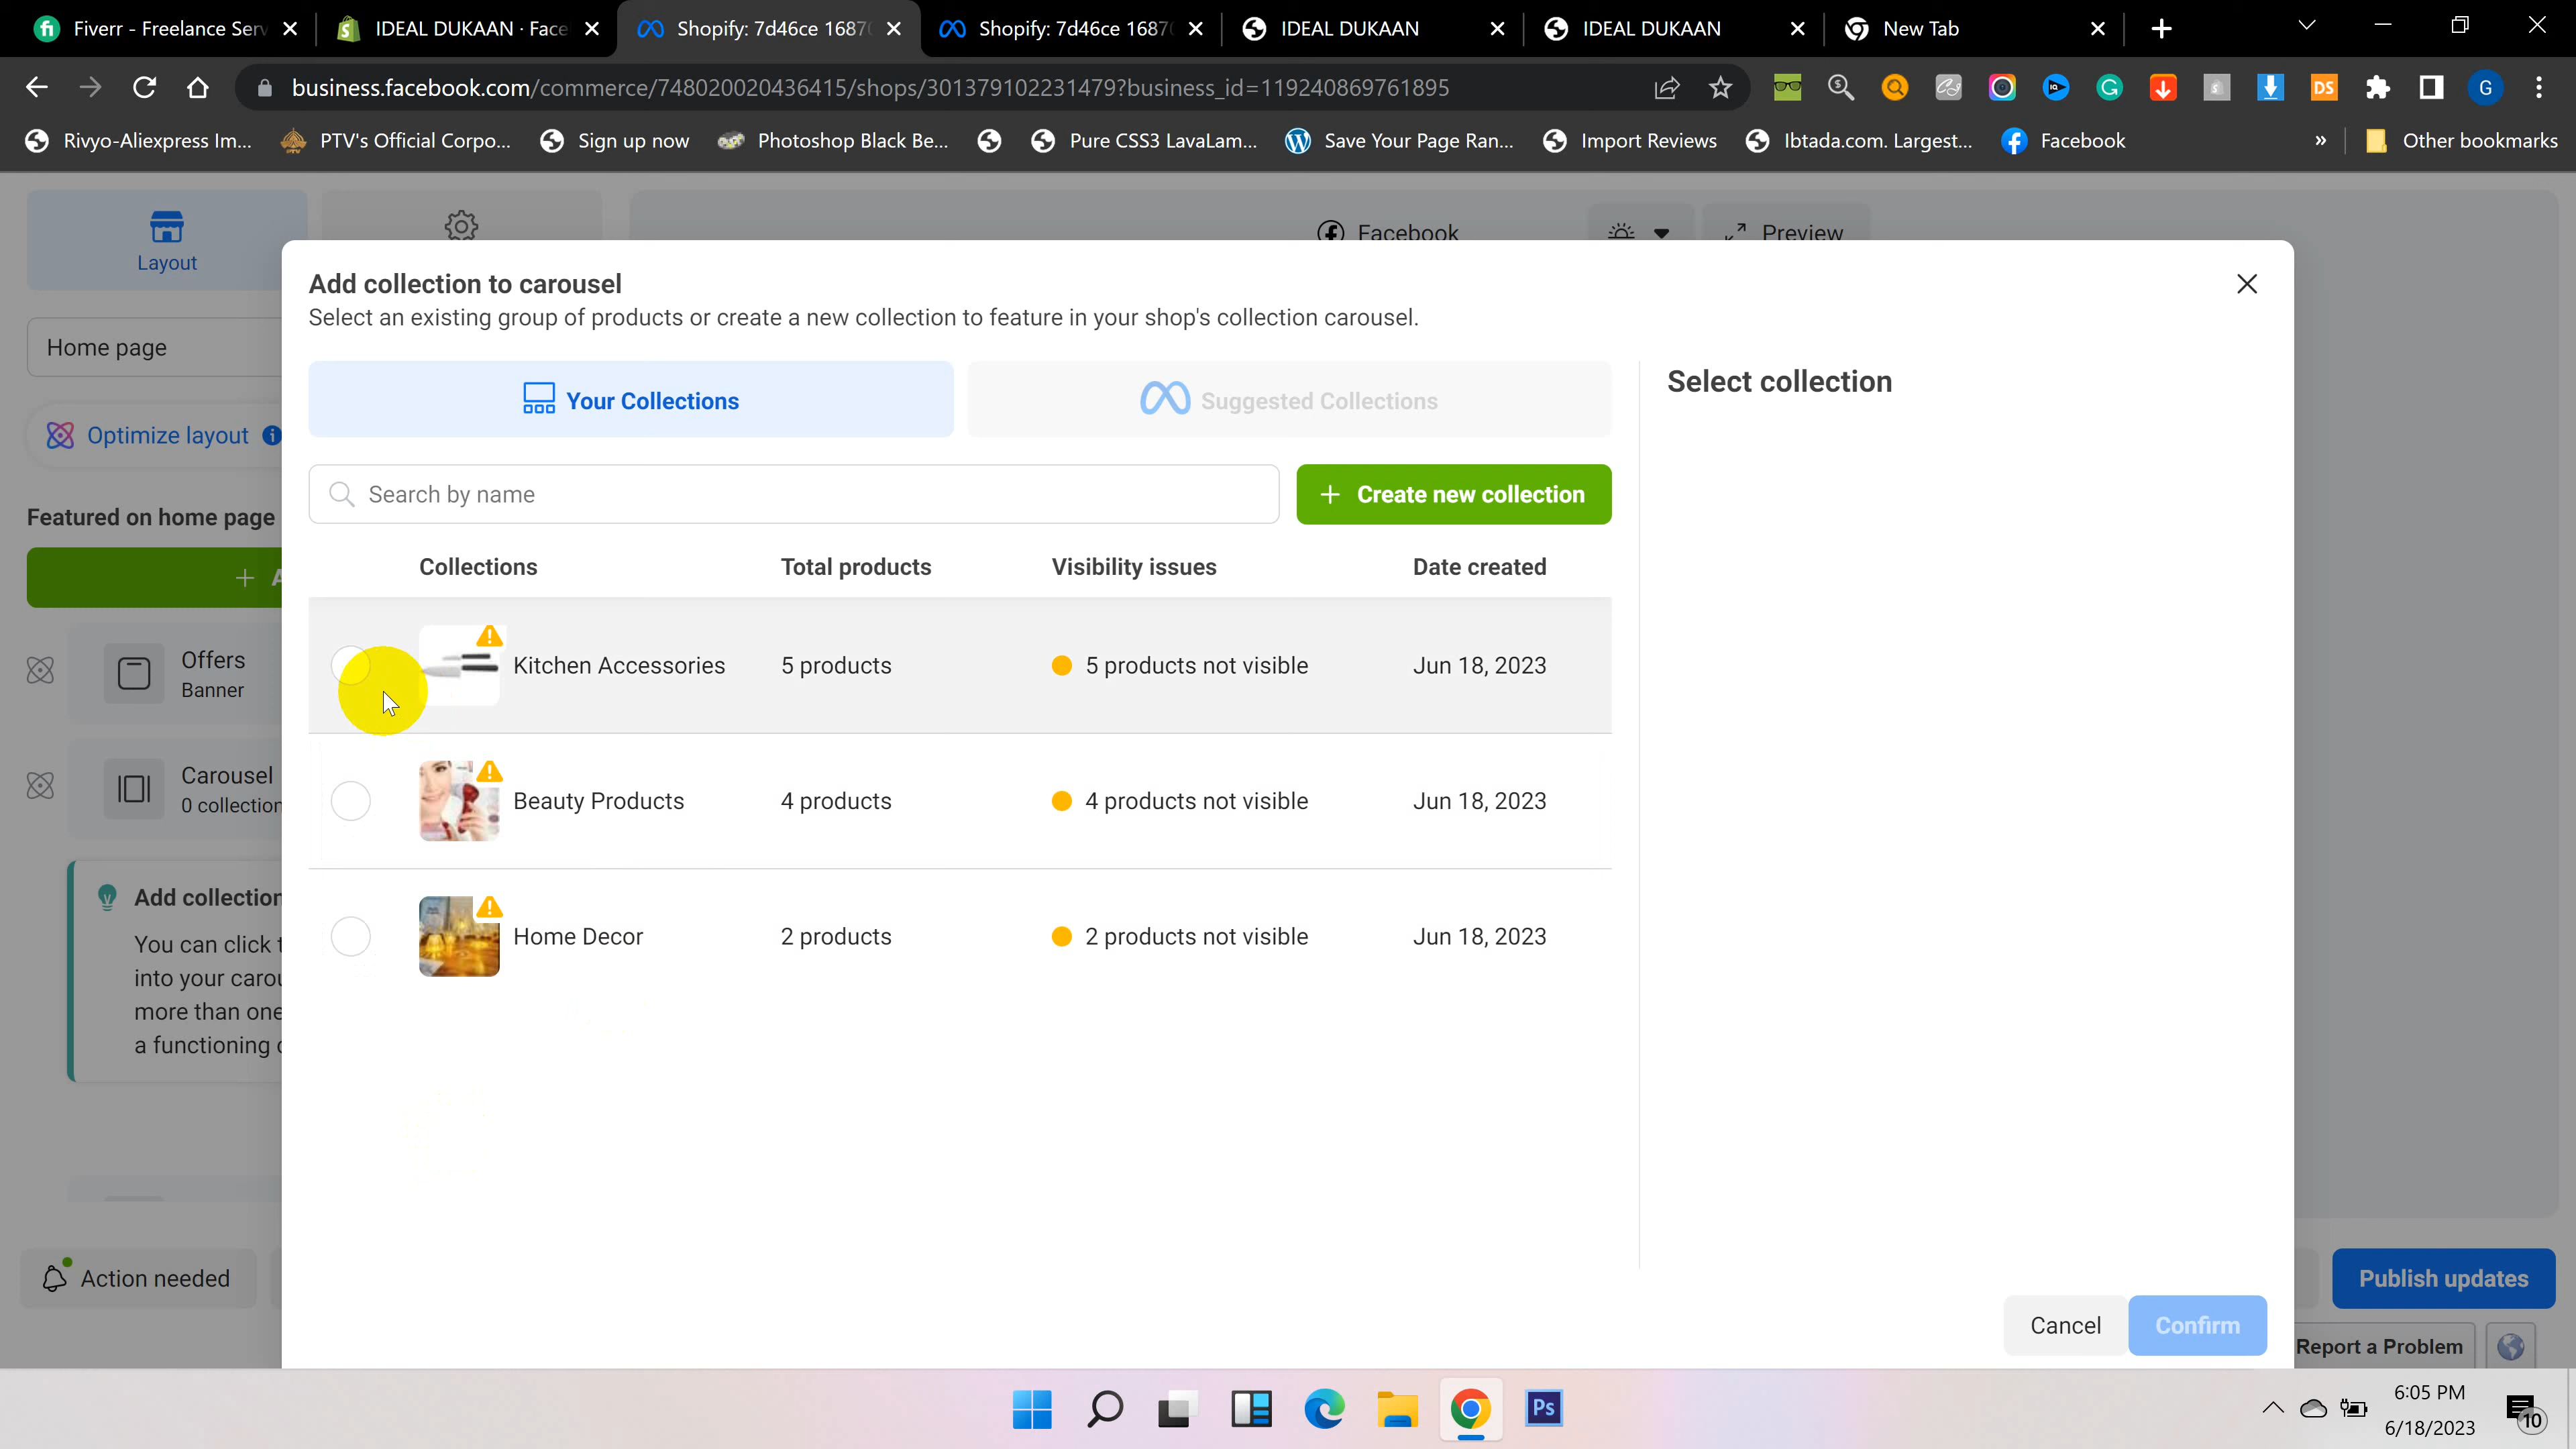 Fiverr - Freelance Serv
IDEAL DUKAAN · Face
Shopify: 7d46ce 1687
Shopify: 7d46ce 1687
IDEAL DUKAAN
IDEAL DUKAAN
New Tab
business.facebook.com/commerce/748020020436415/shops/301379102231479?business_id=119240869761895
DS
G
Rivyo-Aliexpress Im...
PTV's Official Corpo...
Sign up now
Photoshop Black Be...
Pure CSS3 LavaLam...
Save Your Page Ran...
Import Reviews
Ibtada.com. Largest...
Facebook
»
Other bookmarks
Layout
Facebook
Preview
Home page
Optimize layout
Featured on home page
+ A
Offers
Banner
Carousel
0 collection
Add collection
You can click t
into your carou
more than one
a functioning c
Action needed
Add collection to carousel
Select an existing group of products or create a new collection to feature in your shop's collection carousel.
Your Collections
Suggested Collections
Select collection
Search by name
+ Create new collection
Collections Total products Visibility issues Date created
Kitchen Accessories 5 products 5 products not visible Jun 18, 2023
Beauty Products 4 products 4 products not visible Jun 18, 2023
Home Decor 2 products 2 products not visible Jun 18, 2023
Publish updates
Cancel
Confirm
Report a Problem
Ps
6:05 PM
6/18/2023
10